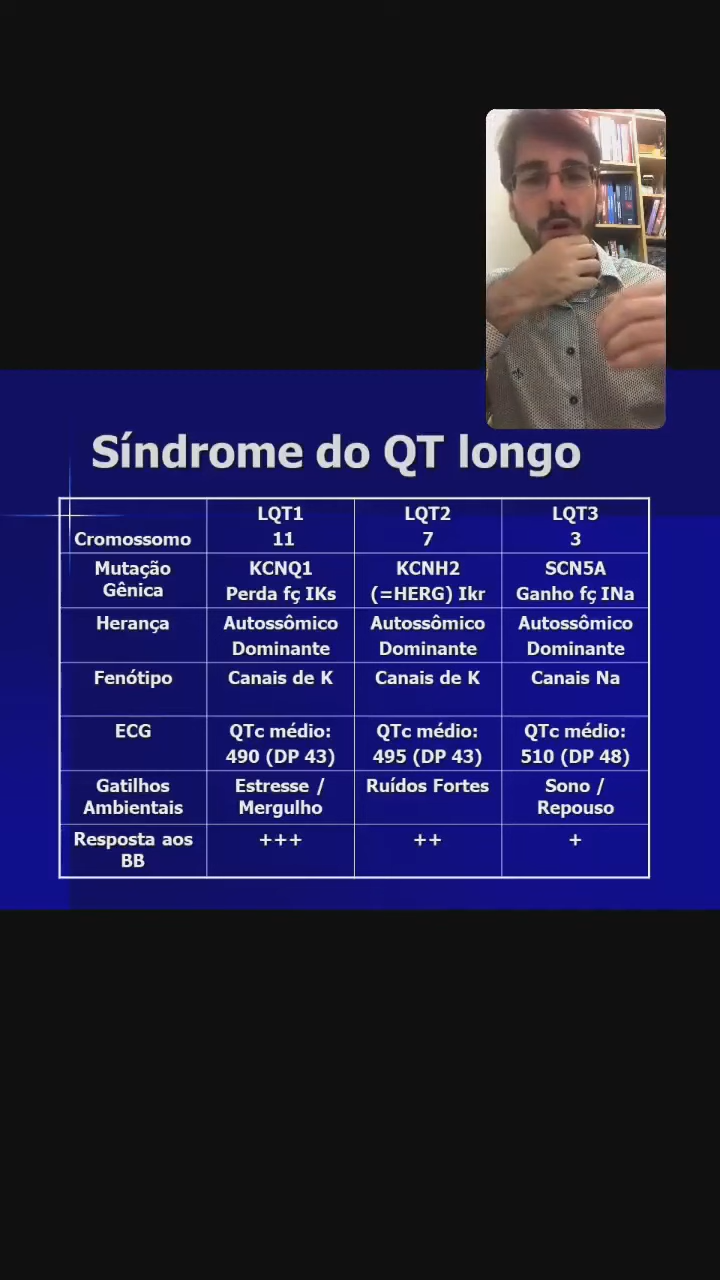 Síndrome do QT longo
LQT1 LQT2 LQT3
Cromossomo 11 7 3
Mutação KCNQ1 KCNH2 SCN5A
Gênica Perda fç IKs (=HERG) Ikr Ganho fç INa
Herança Autossômico Autossômico Autossômico
Dominante Dominante Dominante
Fenótipo Canais de K Canais de K Canais Na
ECG QTc médio: QTc médio: QTc médio:
490 (DP 43) 495 (DP 43) 510 (DP 48)
Gatilhos Estresse / Ruídos Fortes Sono /
Ambientais Mergulho Repouso
Resposta aos +++ ++ +
BB